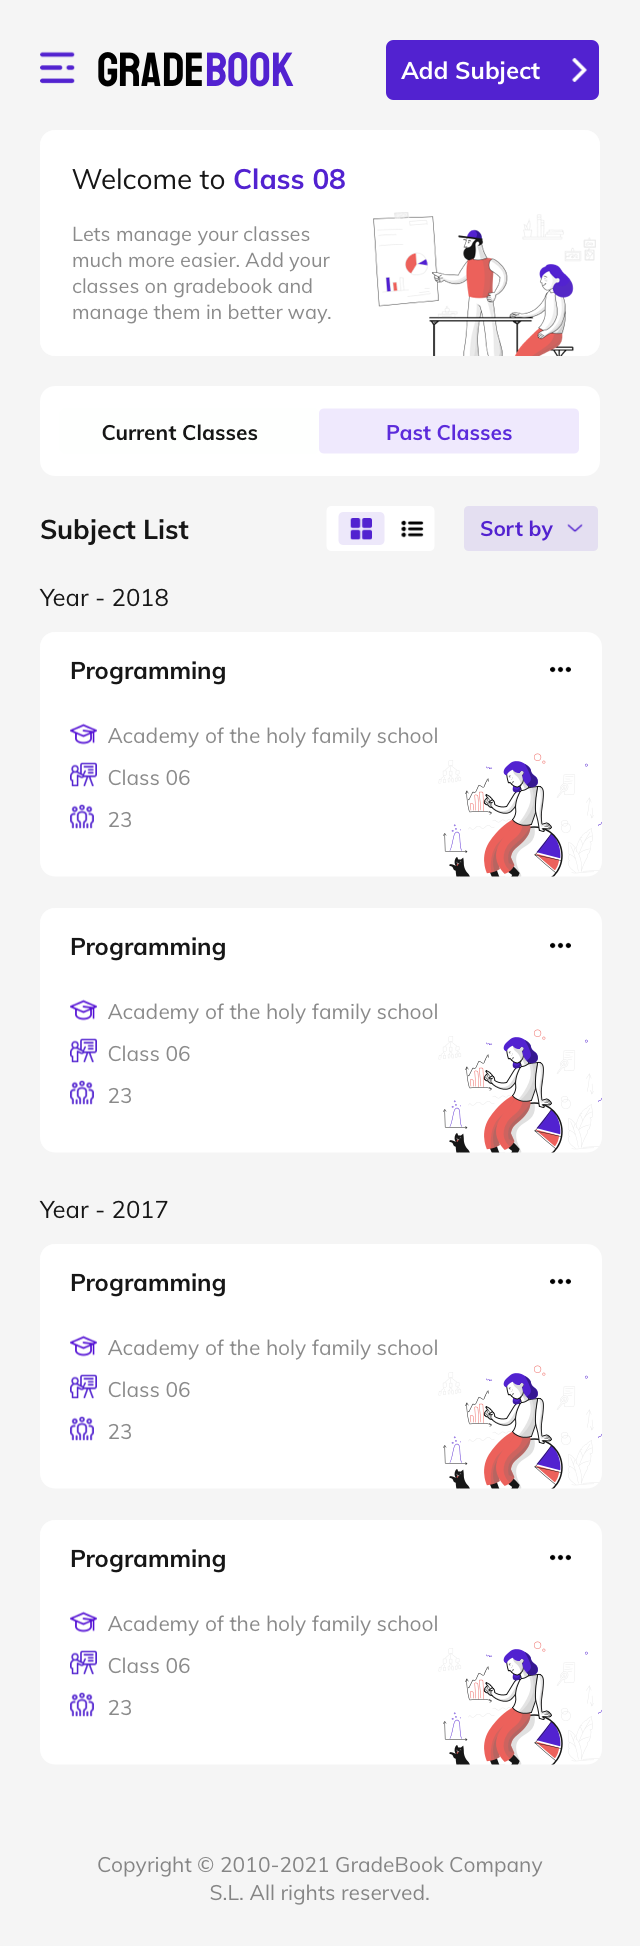 GRADEBOOK
Add Subject
Welcome to Class 08
Lets manage your classes
much more easier. Add your
classes on gradebook and
manage them in better way.
Current Classes
Past Classes
Subject List
Sort by
Year - 2018
Programming
Academy of the holy family school
Class 06
23
Programming
Academy of the holy family school
Class 06
23
Year - 2017
Programming
Academy of the holy family school
Class 06
23
Programming
Academy of the holy family school
Class 06
23
Copyright © 2010-2021 GradeBook Company
S.L. All rights reserved.